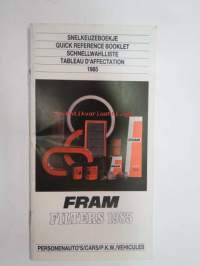 SNELKEUZEBOEKJE
QUICK REFERENCE BOOKLET
SCHNELLWAHLLISTE
TABLEAU D'AFFECTATION
1985
FRAM
FILTERS 1985
PERSONENAUTO'S/CARS/P.K.W./VEHICULES